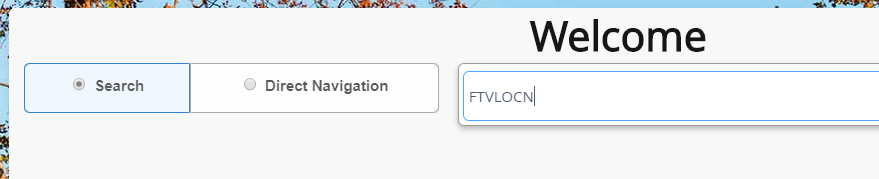 Welcome
Search
Direct Navigation
FTVLOCN